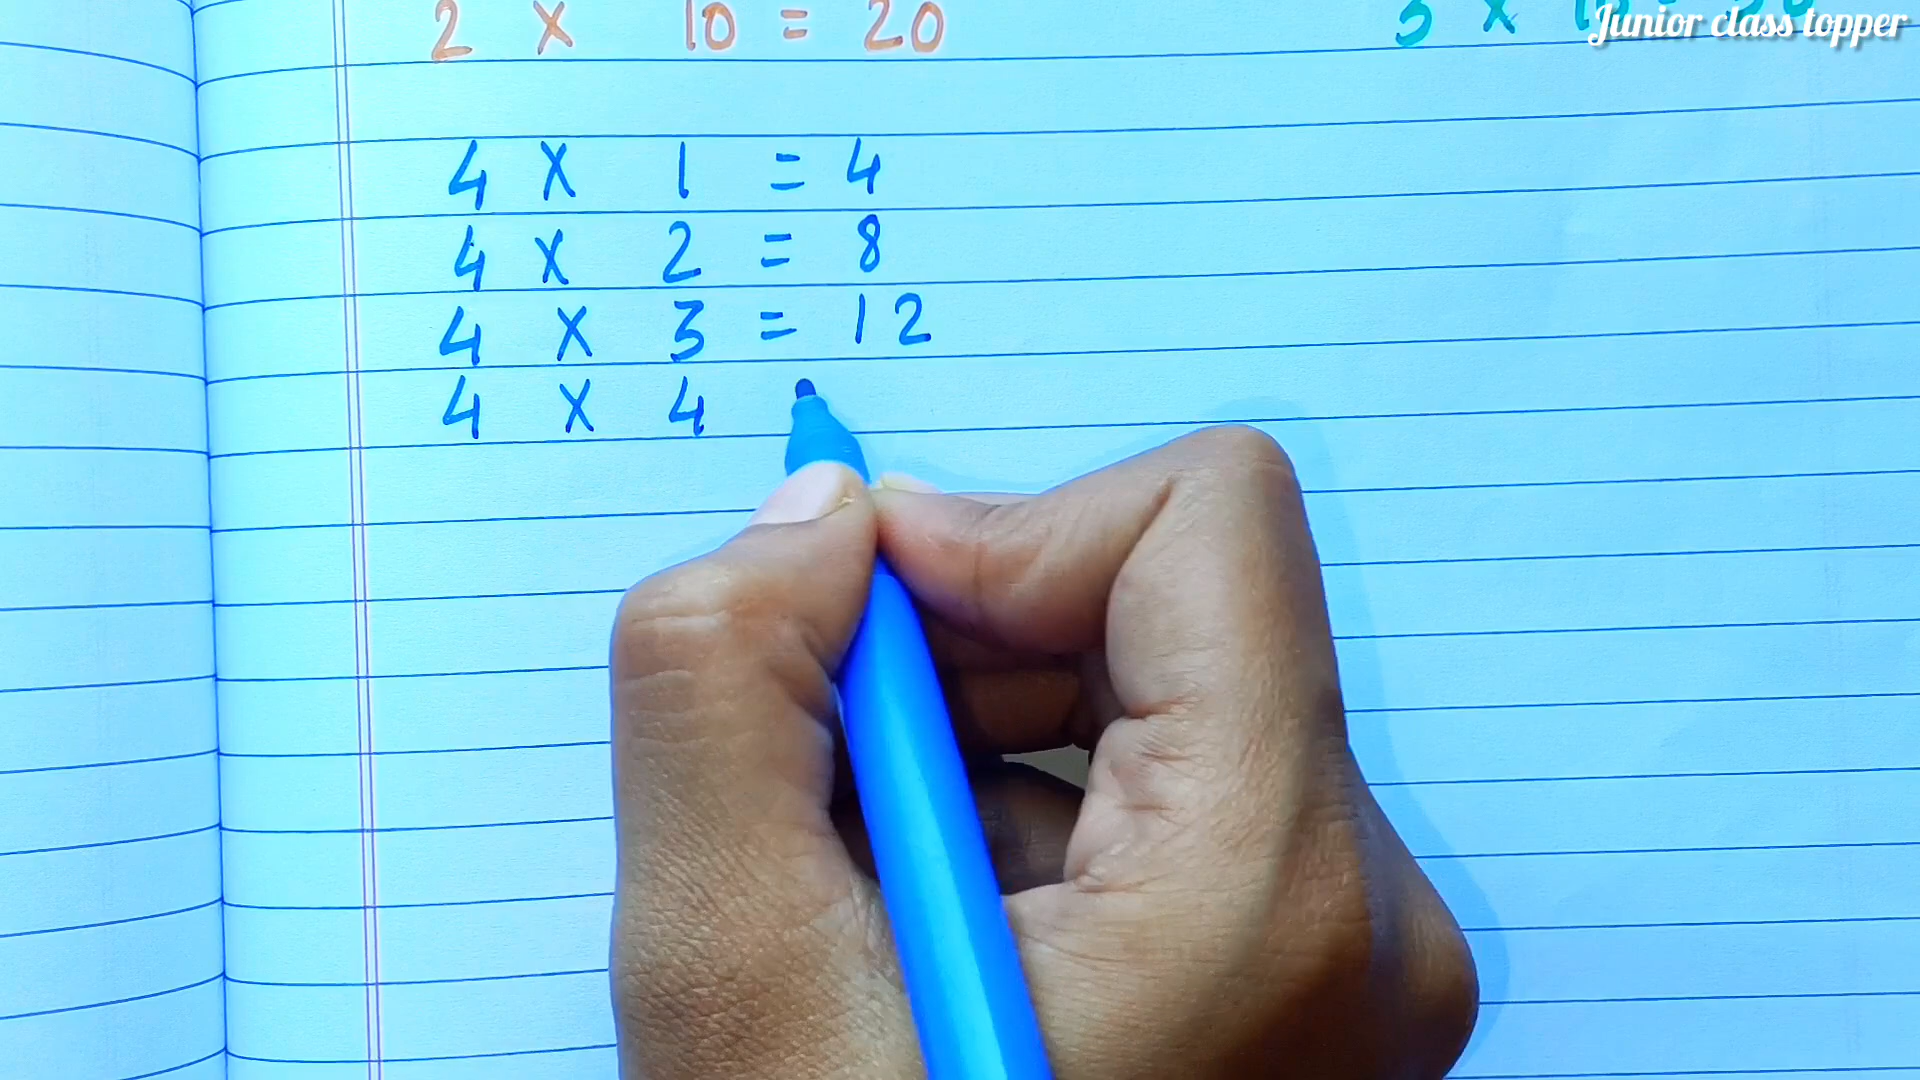 2 X 10 = 20
Junior class topper
4 X 1 = 4
4 X 2 = 8
4 X 3 = 12
4 X 4